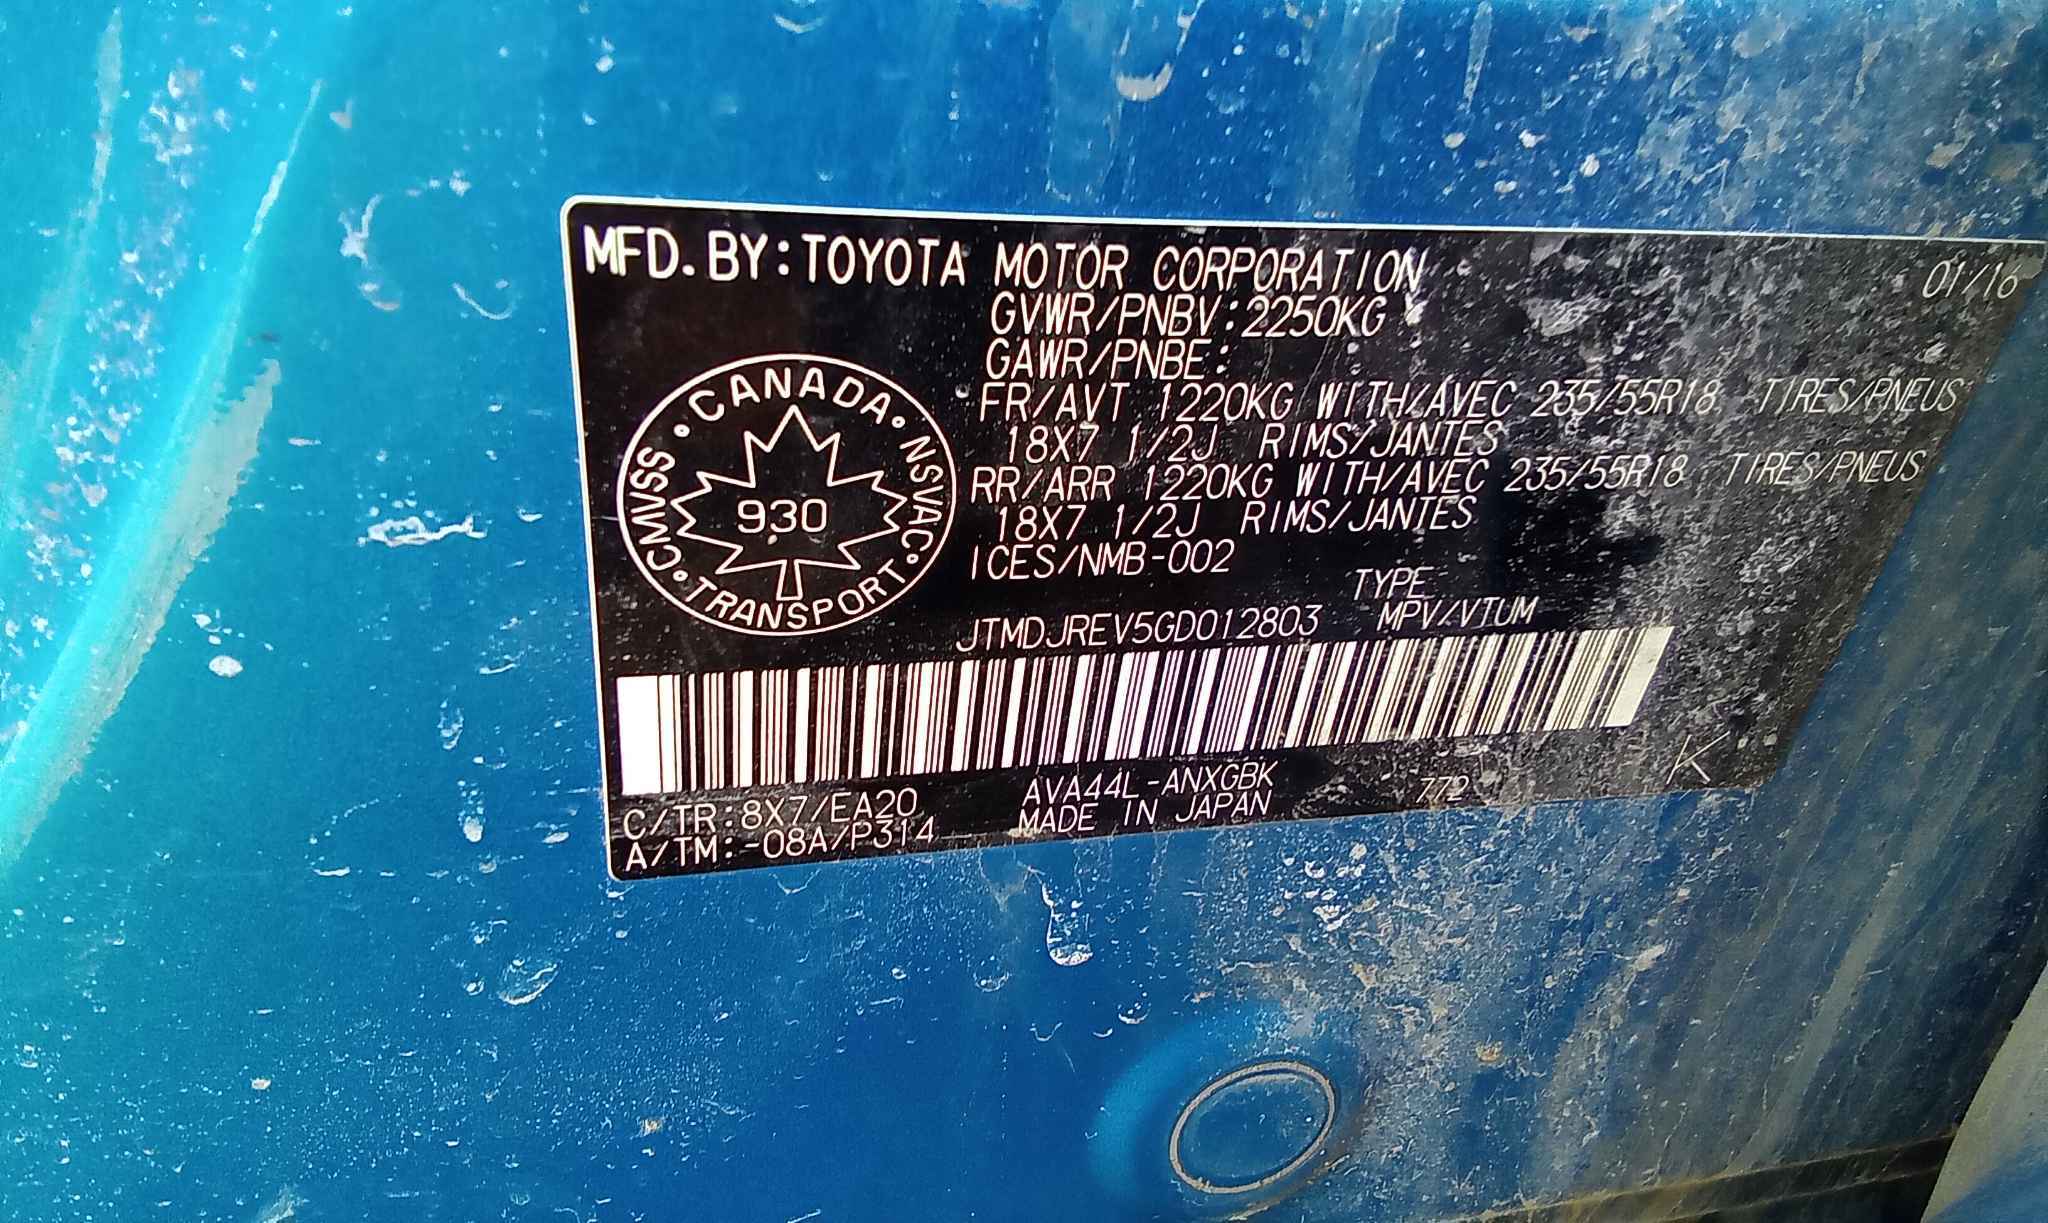 MFD. BY: TOYOTA MOTOR CORPORATION 01/16
GVWR/PNBV: 2250KG
GAWR/PNBE:
FR/AVT 1220KG WITH/AVEC 235/55R18 TIRES/PNEUS
18X7 1/2J RIMS/JANTES
RR/ARR 1220KG WITH/AVEC 235/55R18 TIRES/PNEUS
18X7 1/2J RIMS/JANTES
ICES/NMB-002
CANADA · NSVAC · TRANSPORT · CMVSS ·
930
TYPE
JTMDJREV5GD012803 MPV/VTUM
C/TR: 8X7/EA20 AVA44L-ANXGBK 772 K
A/TM: -08A/P314 MADE IN JAPAN